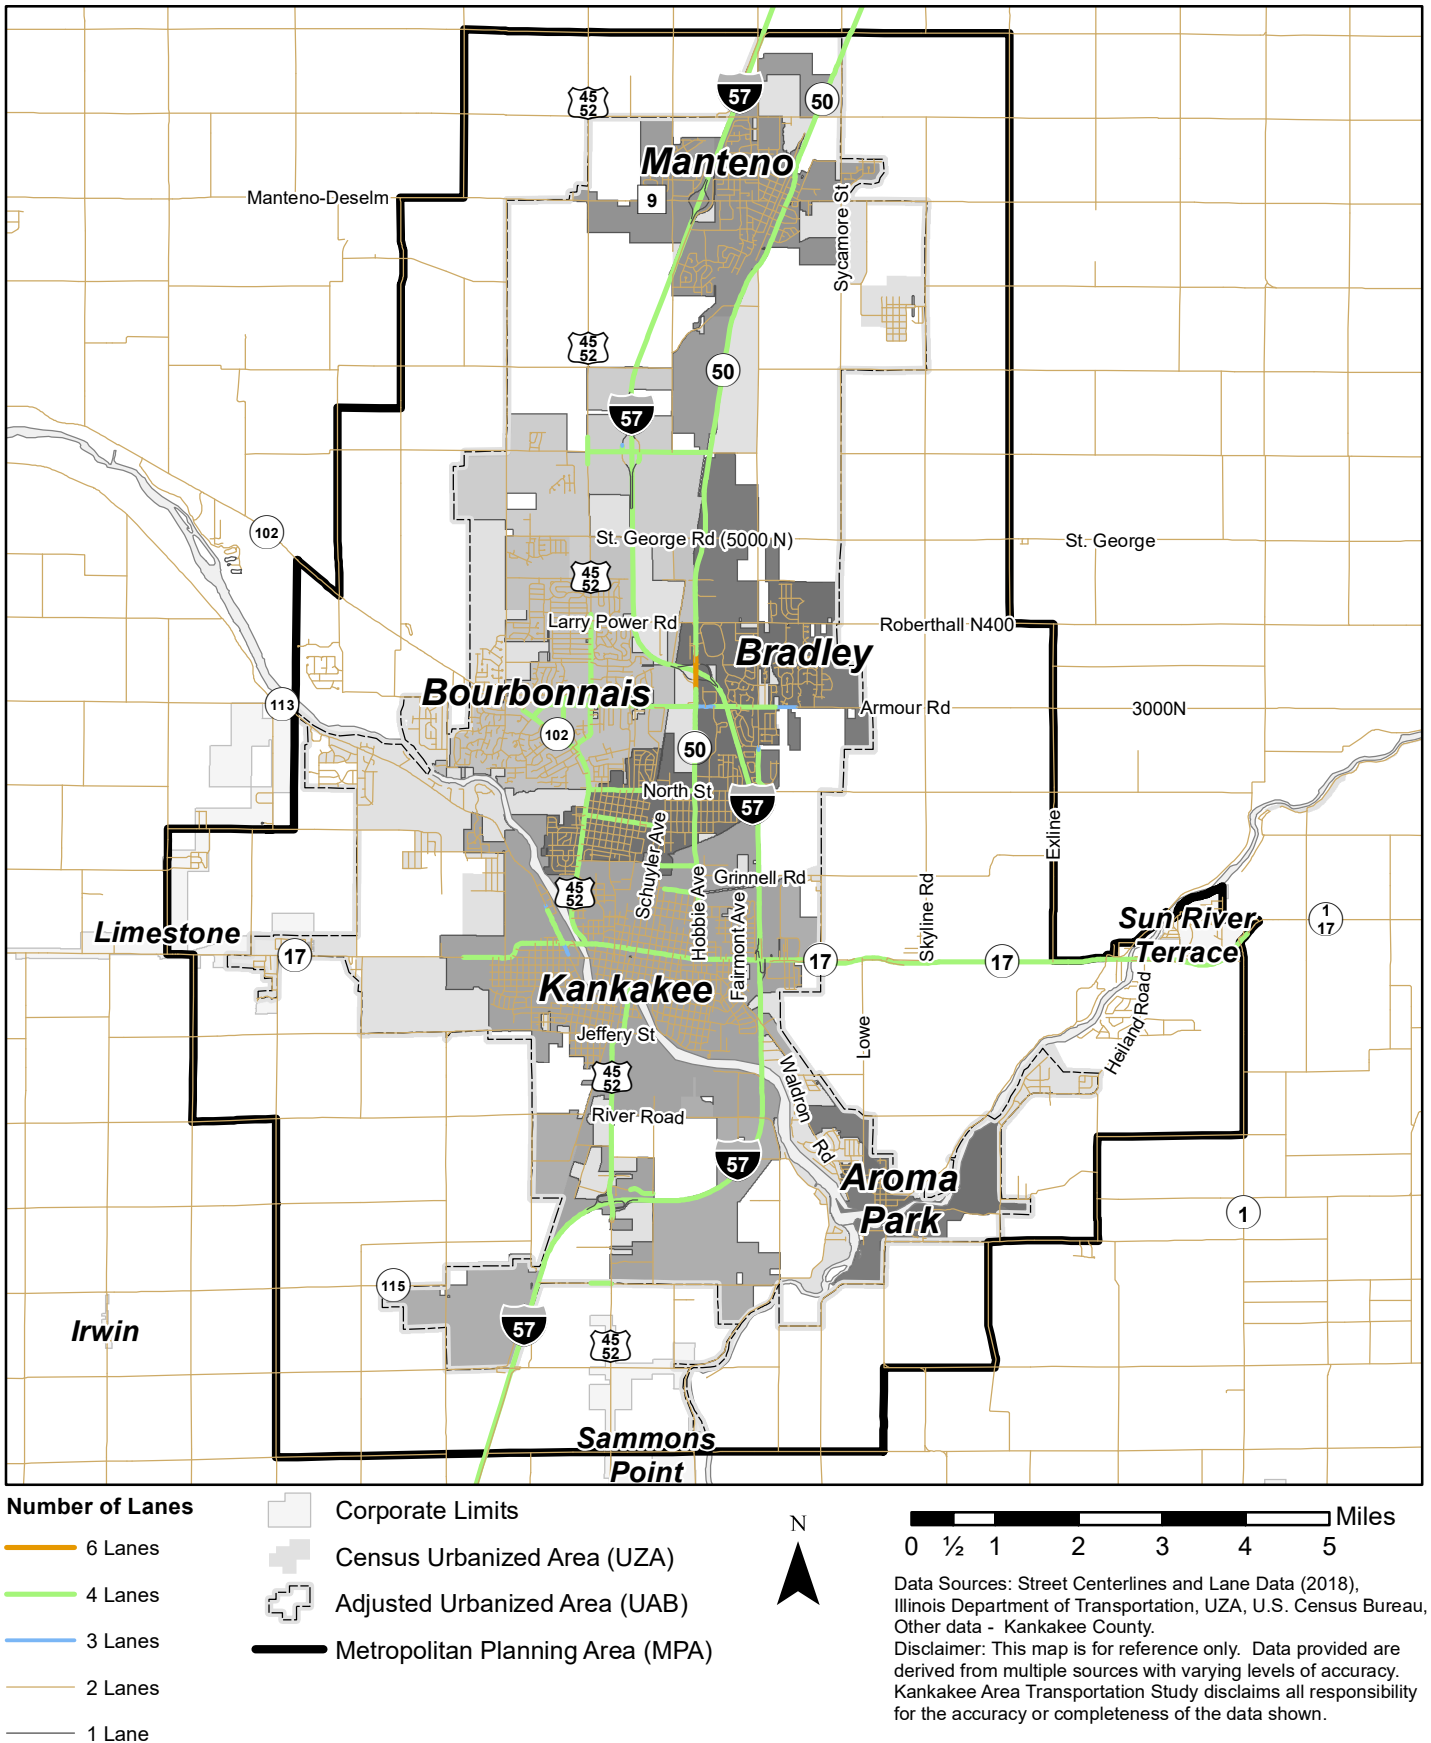 57
50
45
52
Manteno
9
Manteno-Deselm
Sycamore St
45
52
50
57
102
St. George Rd (5000 N)
St. George
45
52
Larry Power Rd
Roberthall N400
Bradley
Bourbonnais
113
Armour Rd
3000N
102
50
North St
57
Schuyler Ave
Exline
Grinnell Rd
45
52
Hobbie Ave
Fairmont Ave
Skyline Rd
Limestone
17
17
17
Sun River
Terrace
1
17
Kankakee
Heiland Road
Jeffery St
Lowe
45
52
Waldron
Rd
River Road
57
Aroma
Park
1
115
Irwin
57
45
52
Sammons
Point
Number of Lanes
6 Lanes
4 Lanes
3 Lanes
2 Lanes
1 Lane
Corporate Limits
Census Urbanized Area (UZA)
Adjusted Urbanized Area (UAB)
Metropolitan Planning Area (MPA)
N
Miles
0 ½ 1 2 3 4 5
Data Sources: Street Centerlines and Lane Data (2018),
Illinois Department of Transportation, UZA, U.S. Census Bureau,
Other data - Kankakee County.
Disclaimer: This map is for reference only. Data provided are
derived from multiple sources with varying levels of accuracy.
Kankakee Area Transportation Study disclaims all responsibility
for the accuracy or completeness of the data shown.